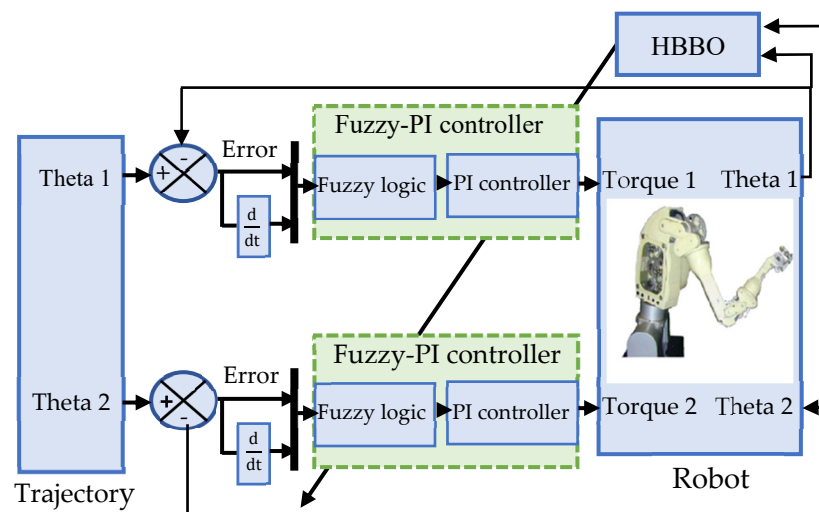 HBBO
Fuzzy-PI controller
Theta 1
+
-
Error
d
dt
Fuzzy logic
PI controller
Torque 1
Theta 1
Fuzzy-PI controller
Theta 2
+
-
Error
d
dt
Fuzzy logic
PI controller
Torque 2
Theta 2
Trajectory
Robot